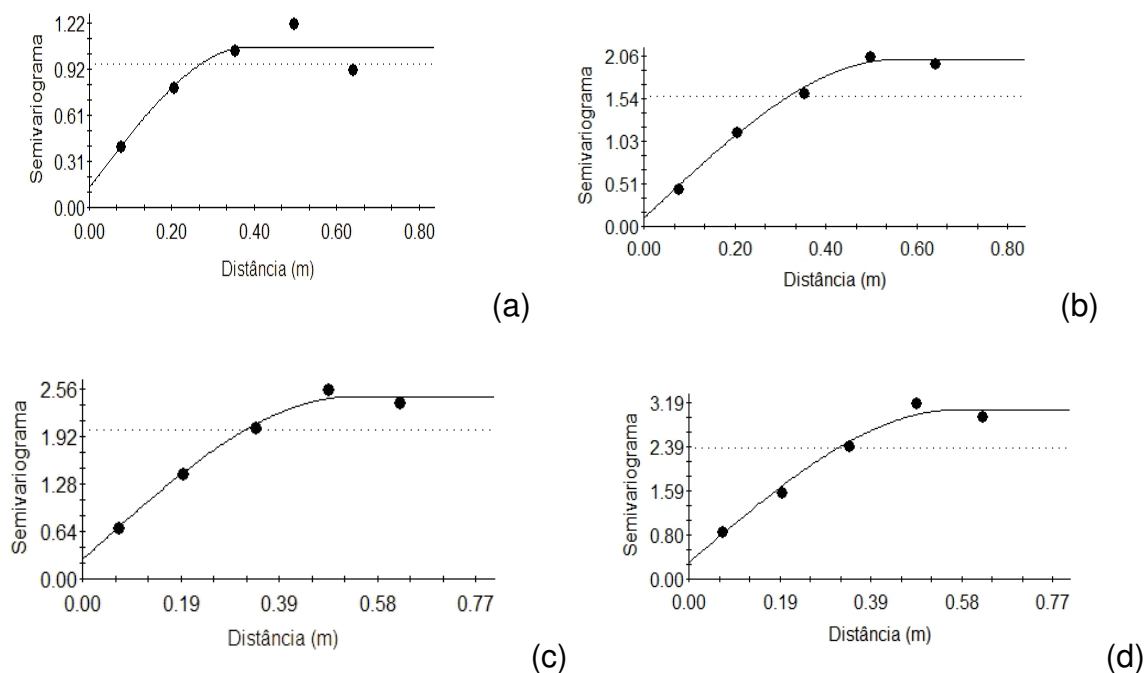 Semivariograma
1.22
0.92
0.61
0.31
0.00
0.00 0.20 0.40 0.60 0.80
Distância (m)
(a)
Semivariograma
2.06
1.54
1.03
0.51
0.00
0.00 0.20 0.40 0.60 0.80
Distância (m)
(b)
Semivariograma
2.56
1.92
1.28
0.64
0.00
0.00 0.19 0.39 0.58 0.77
Distância (m)
(c)
Semivariograma
3.19
2.39
1.59
0.80
0.00
0.00 0.19 0.39 0.58 0.77
Distância (m)
(d)